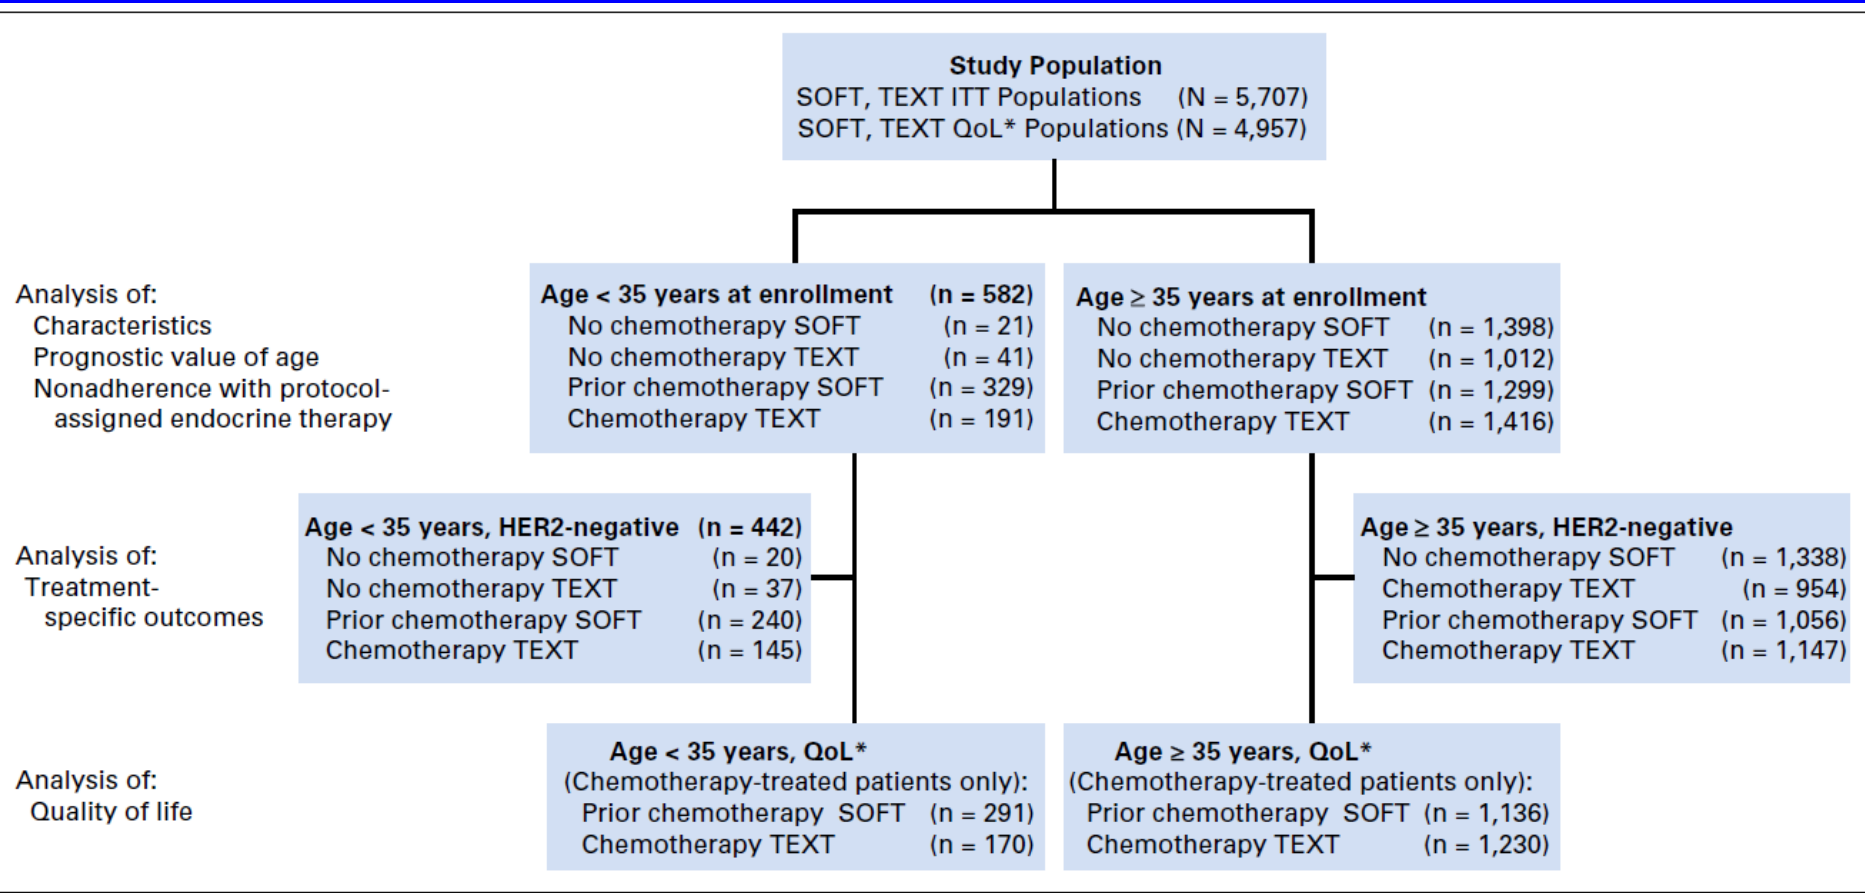 Study Population
SOFT, TEXT ITT Populations (N = 5,707)
SOFT, TEXT QoL* Populations (N = 4,957)
Analysis of:
Characteristics
Prognostic value of age
Nonadherence with protocol-
assigned endocrine therapy
Age < 35 years at enrollment (n = 582)
No chemotherapy SOFT (n = 21)
No chemotherapy TEXT (n = 41)
Prior chemotherapy SOFT (n = 329)
Chemotherapy TEXT (n = 191)
Age ≥ 35 years at enrollment
No chemotherapy SOFT (n = 1,398)
No chemotherapy TEXT (n = 1,012)
Prior chemotherapy SOFT (n = 1,299)
Chemotherapy TEXT (n = 1,416)
Analysis of:
Treatment-
specific outcomes
Age < 35 years, HER2-negative (n = 442)
No chemotherapy SOFT (n = 20)
No chemotherapy TEXT (n = 37)
Prior chemotherapy SOFT (n = 240)
Chemotherapy TEXT (n = 145)
Age ≥ 35 years, HER2-negative
No chemotherapy SOFT (n = 1,338)
Chemotherapy TEXT (n = 954)
Prior chemotherapy SOFT (n = 1,056)
Chemotherapy TEXT (n = 1,147)
Analysis of:
Quality of life
Age < 35 years, QoL*
(Chemotherapy-treated patients only):
Prior chemotherapy SOFT (n = 291)
Chemotherapy TEXT (n = 170)
Age ≥ 35 years, QoL*
(Chemotherapy-treated patients only):
Prior chemotherapy SOFT (n = 1,136)
Chemotherapy TEXT (n = 1,230)